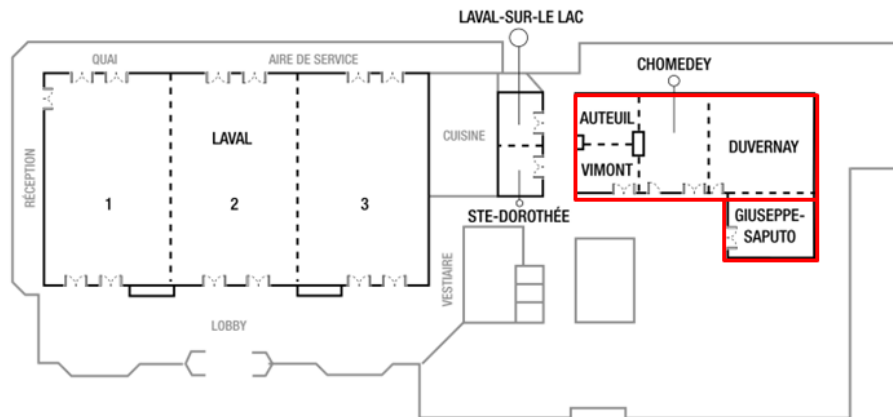 LAVAL-SUR-LE LAC
QUAI
AIRE DE SERVICE
CHOMEDEY
AUTEUIL
LAVAL
CUISINE
DUVERNAY
VIMONT
RÉCEPTION
1
2
3
STE-DOROTHÉE
GIUSEPPE-
SAPUTO
VESTIAIRE
LOBBY